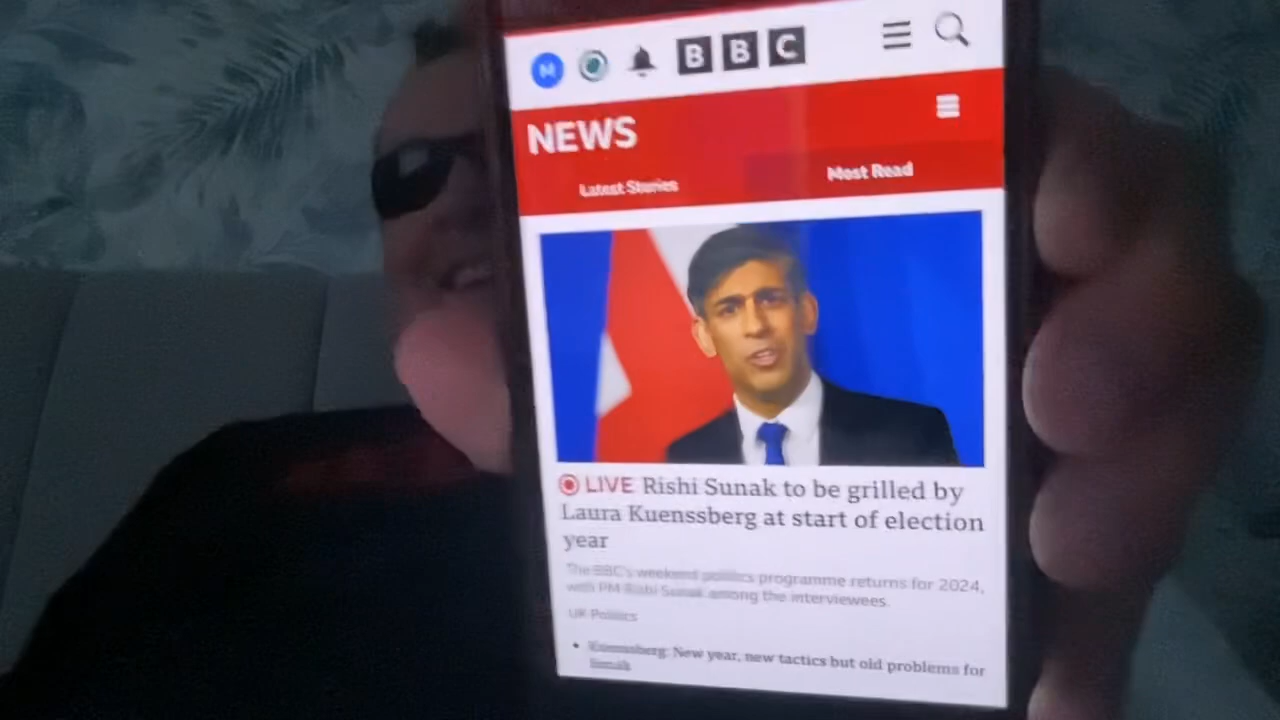 M
BBC
NEWS
Latest Stories
Most Read
LIVE Rishi Sunak to be grilled by
Laura Kuenssberg at start of election
year
The BBC's weekend politics programme returns for 2024,
with PM Rishi Sunak among the interviewees.
UK Politics
Kuenssberg: New year, new tactics but old problems for
Sunak